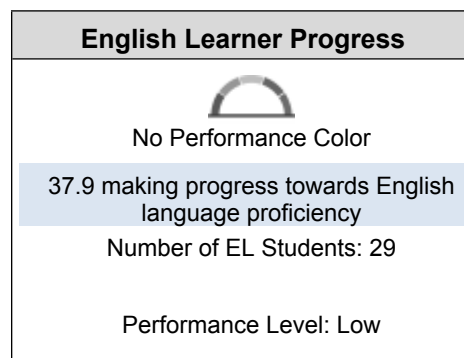 English Learner Progress
No Performance Color
37.9 making progress towards English
language proficiency
Number of EL Students: 29
Performance Level: Low